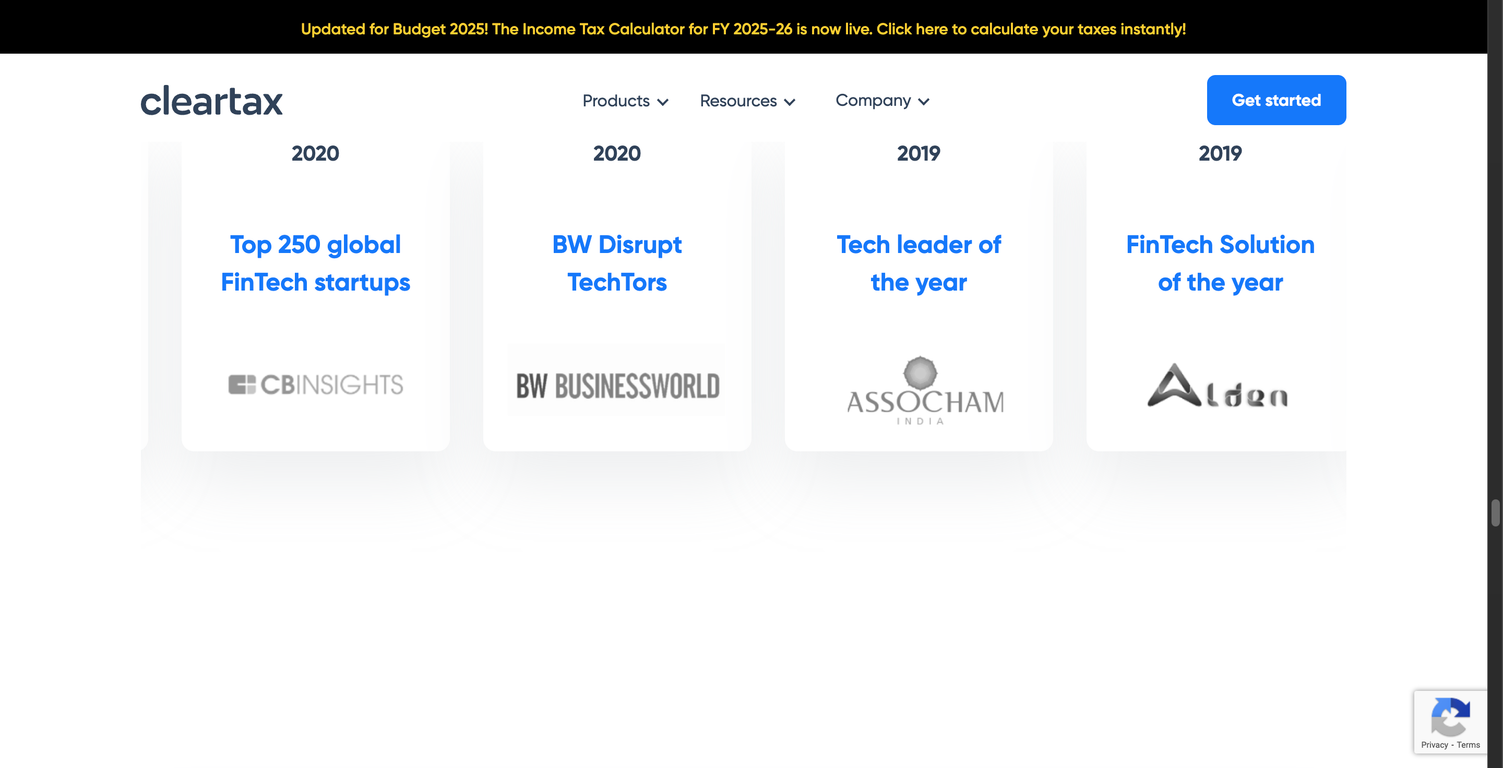 Updated for Budget 2025! The Income Tax Calculator for FY 2025-26 is now live. Click here to calculate your taxes instantly!
cleartax
Products
Resources
Company
Get started
2020
Top 250 global
FinTech startups
CBINSIGHTS
2020
BW Disrupt
TechTors
BW BUSINESSWORLD
2019
Tech leader of
the year
ASSOCHAM
INDIA
2019
FinTech Solution
of the year
Alden
Privacy - Terms